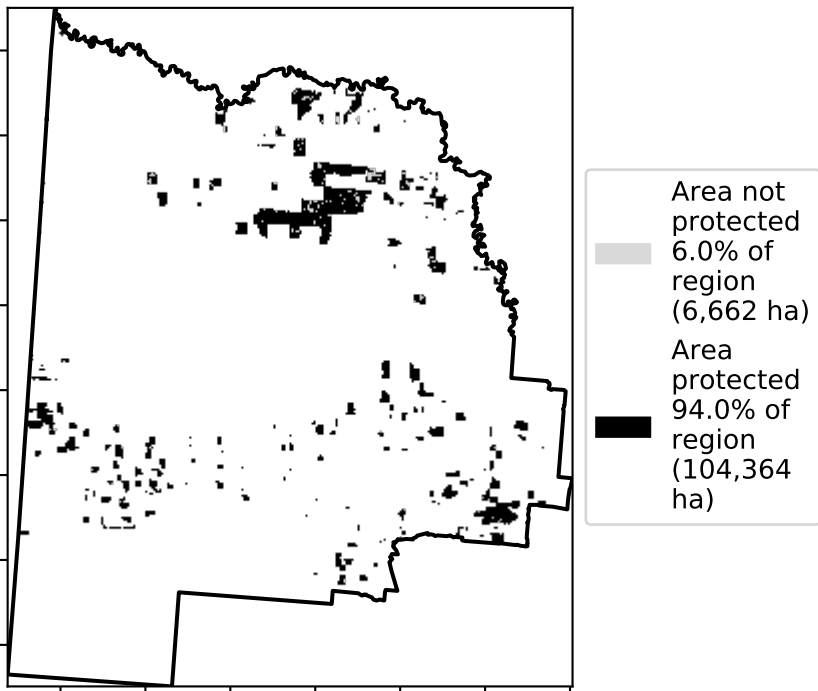 Area not
protected
6.0% of
region
(6,662 ha)
Area
protected
94.0% of
region
(104,364
ha)